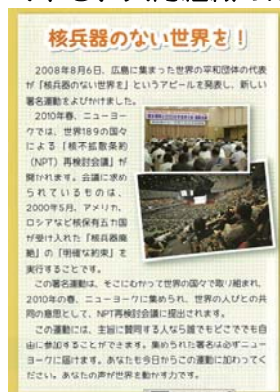 核兵器のない世界を！
2008年8月6日、広島に集まった世界の平和団体の代表
が「核兵器のない世界を」というアピールを発表し、新しい
署名運動をよびかけました。
2010年春、ニューヨー
クでは、世界189の国々
による「核不拡散条約
（NPT）再検討会議」が
開かれます。会議に求め
られているものは、
2000年5月、アメリカ、
ロシアなど核保有五カ国
が受け入れた「核兵器廃
絶」の「明確な約束」を
実行することです。
この署名運動は、そこにむかって世界の国々で取り組まれ、
2010年の春、ニューヨークに集められ、世界の人びとの共
同の意思として、NPT再検討会議に提出されます。
この運動には、主旨に賛同する人なら誰でもどこででも自
由に参加することができます。集められた署名は必ずニュー
ヨークに届けます。あなたも今日からこの運動に加わってく
ださい。あなたの声が世界を動かす力です。